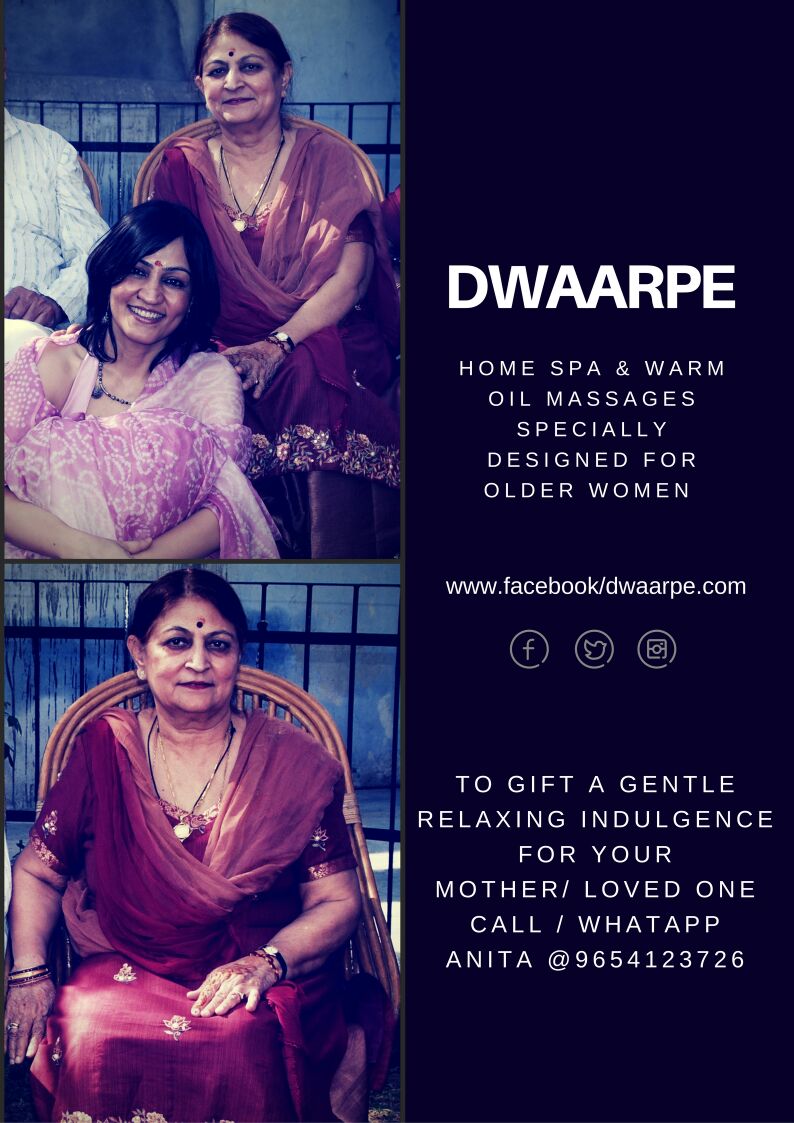 DWAARPE
HOME SPA & WARM
OIL MASSAGES
SPECIALLY
DESIGNED FOR
OLDER WOMEN
www.facebook/dwaarpe.com
TO GIFT A GENTLE
RELAXING INDULGENCE
FOR YOUR
MOTHER/ LOVED ONE
CALL / WHATAPP
ANITA @9654123726